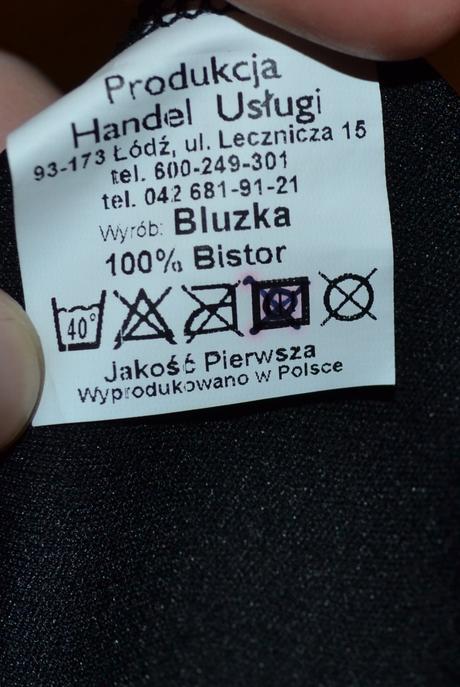 Produkcja
Handel Usługi
93-173 Łódź, ul. Lecznicza 15
tel. 600-249-301
tel. 042 681-91-21
Wyrób: Bluzka
100% Bistor
40°
Jakość Pierwsza
Wyprodukowano w Polsce